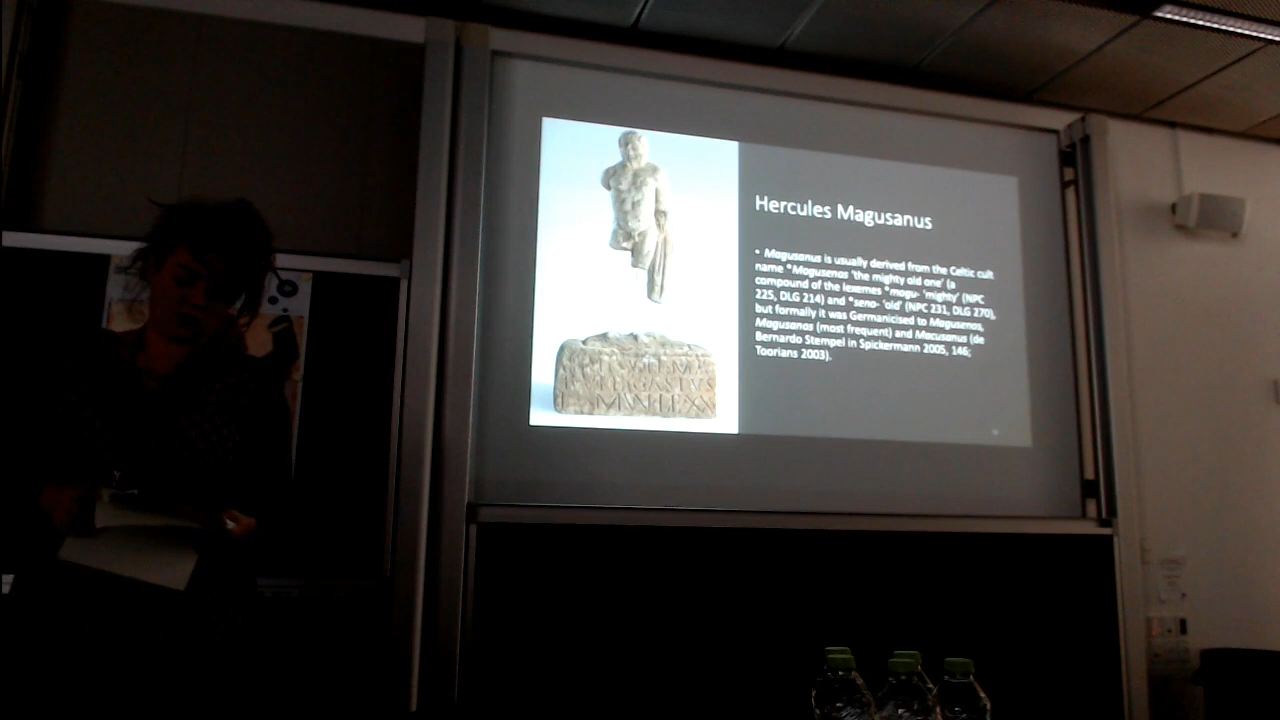 Hercules Magusanus
• Magusanus is usually derived from the Celtic cult
name *Magusenos 'the mighty old one' (a
compound of the lexemes *mogu- 'mighty' (NPC
225, DLG 214) and *seno- 'old' (NPC 231, DLG 270),
but formally it was Germanicised to Magusenos,
Magusanos (most frequent) and Macusanus (de
Bernardo Stempel in Spickermann 2005, 146;
Toorians 2003).